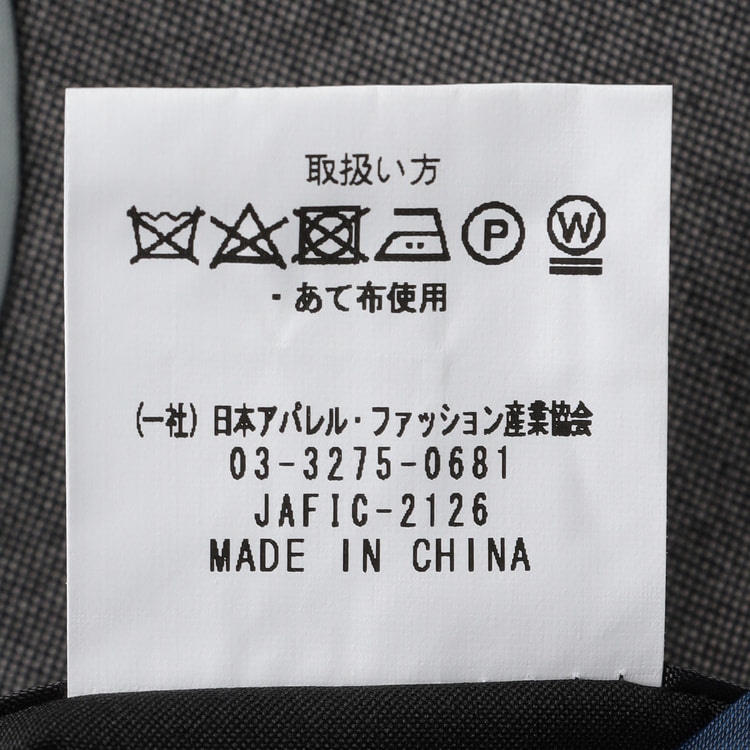 取扱い方
P W
・あて布使用
(一社) 日本アパレル・ファッション産業協会
03-3275-0681
JAFIC-2126
MADE IN CHINA